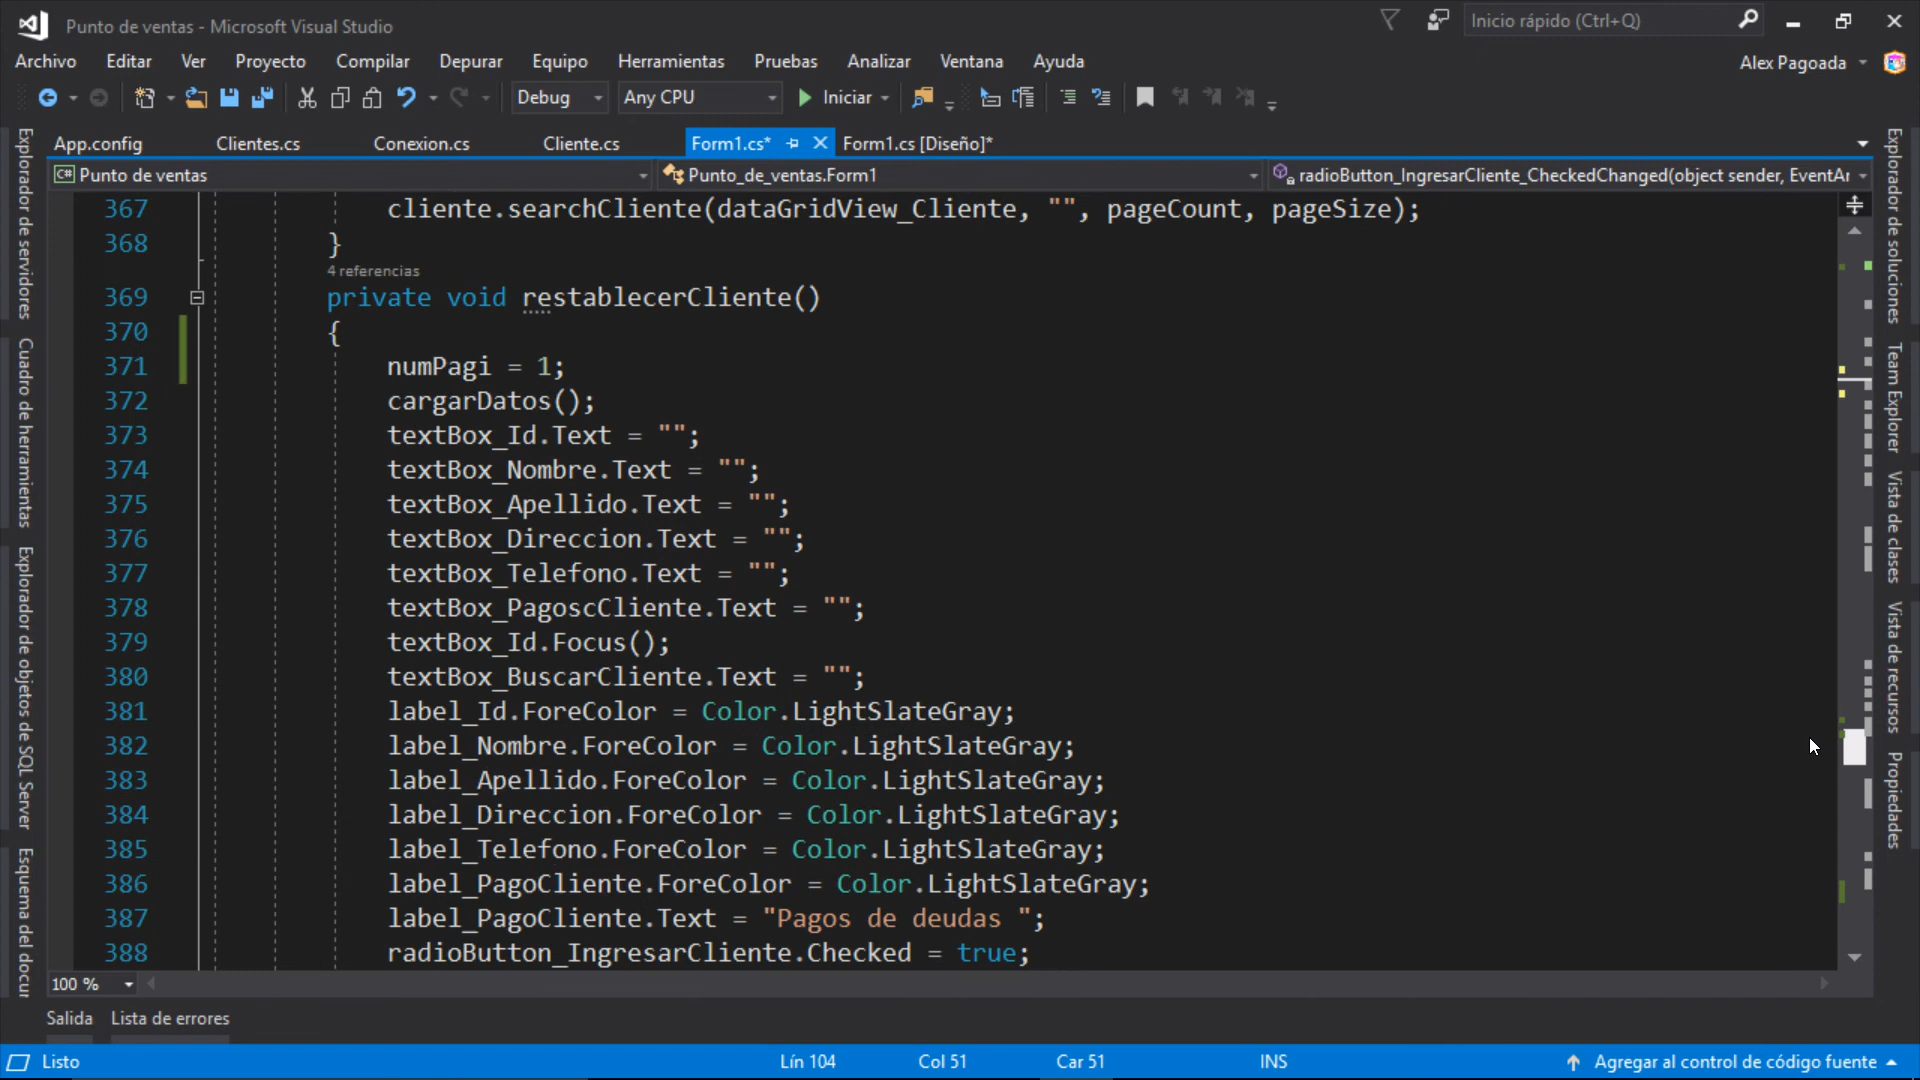 Punto de ventas - Microsoft Visual Studio
Inicio rápido (Ctrl+Q)
Archivo Editar Ver Proyecto Compilar Depurar Equipo Herramientas Pruebas Analizar Ventana Ayuda
Alex Pagoada
Debug Any CPU Iniciar
App.config Clientes.cs Conexion.cs Cliente.cs Form1.cs* Form1.cs [Diseño]*
C# Punto de ventas Punto_de_ventas.Form1 radioButton_IngresarCliente_CheckedChanged(object sender, EventAr
367 cliente.searchCliente(dataGridView_Cliente, "", pageCount, pageSize);
368 }
4 referencias
369 private void restablecerCliente()
370 {
371 numPagi = 1;
372 cargarDatos();
373 textBox_Id.Text = "";
374 textBox_Nombre.Text = "";
375 textBox_Apellido.Text = "";
376 textBox_Direccion.Text = "";
377 textBox_Telefono.Text = "";
378 textBox_PagoscCliente.Text = "";
379 textBox_Id.Focus();
380 textBox_BuscarCliente.Text = "";
381 label_Id.ForeColor = Color.LightSlateGray;
382 label_Nombre.ForeColor = Color.LightSlateGray;
383 label_Apellido.ForeColor = Color.LightSlateGray;
384 label_Direccion.ForeColor = Color.LightSlateGray;
385 label_Telefono.ForeColor = Color.LightSlateGray;
386 label_PagoCliente.ForeColor = Color.LightSlateGray;
387 label_PagoCliente.Text = "Pagos de deudas ";
388 radioButton_IngresarCliente.Checked = true;
Explorador de servidores
Cuadro de herramientas
Explorador de objetos de SQL Server
Esquema del docur
Explorador de soluciones
Team Explorer
Vista de clases
Vista de recursos
Propiedades
100 %
Salida Lista de errores
Listo Lín 104 Col 51 Car 51 INS Agregar al control de código fuente